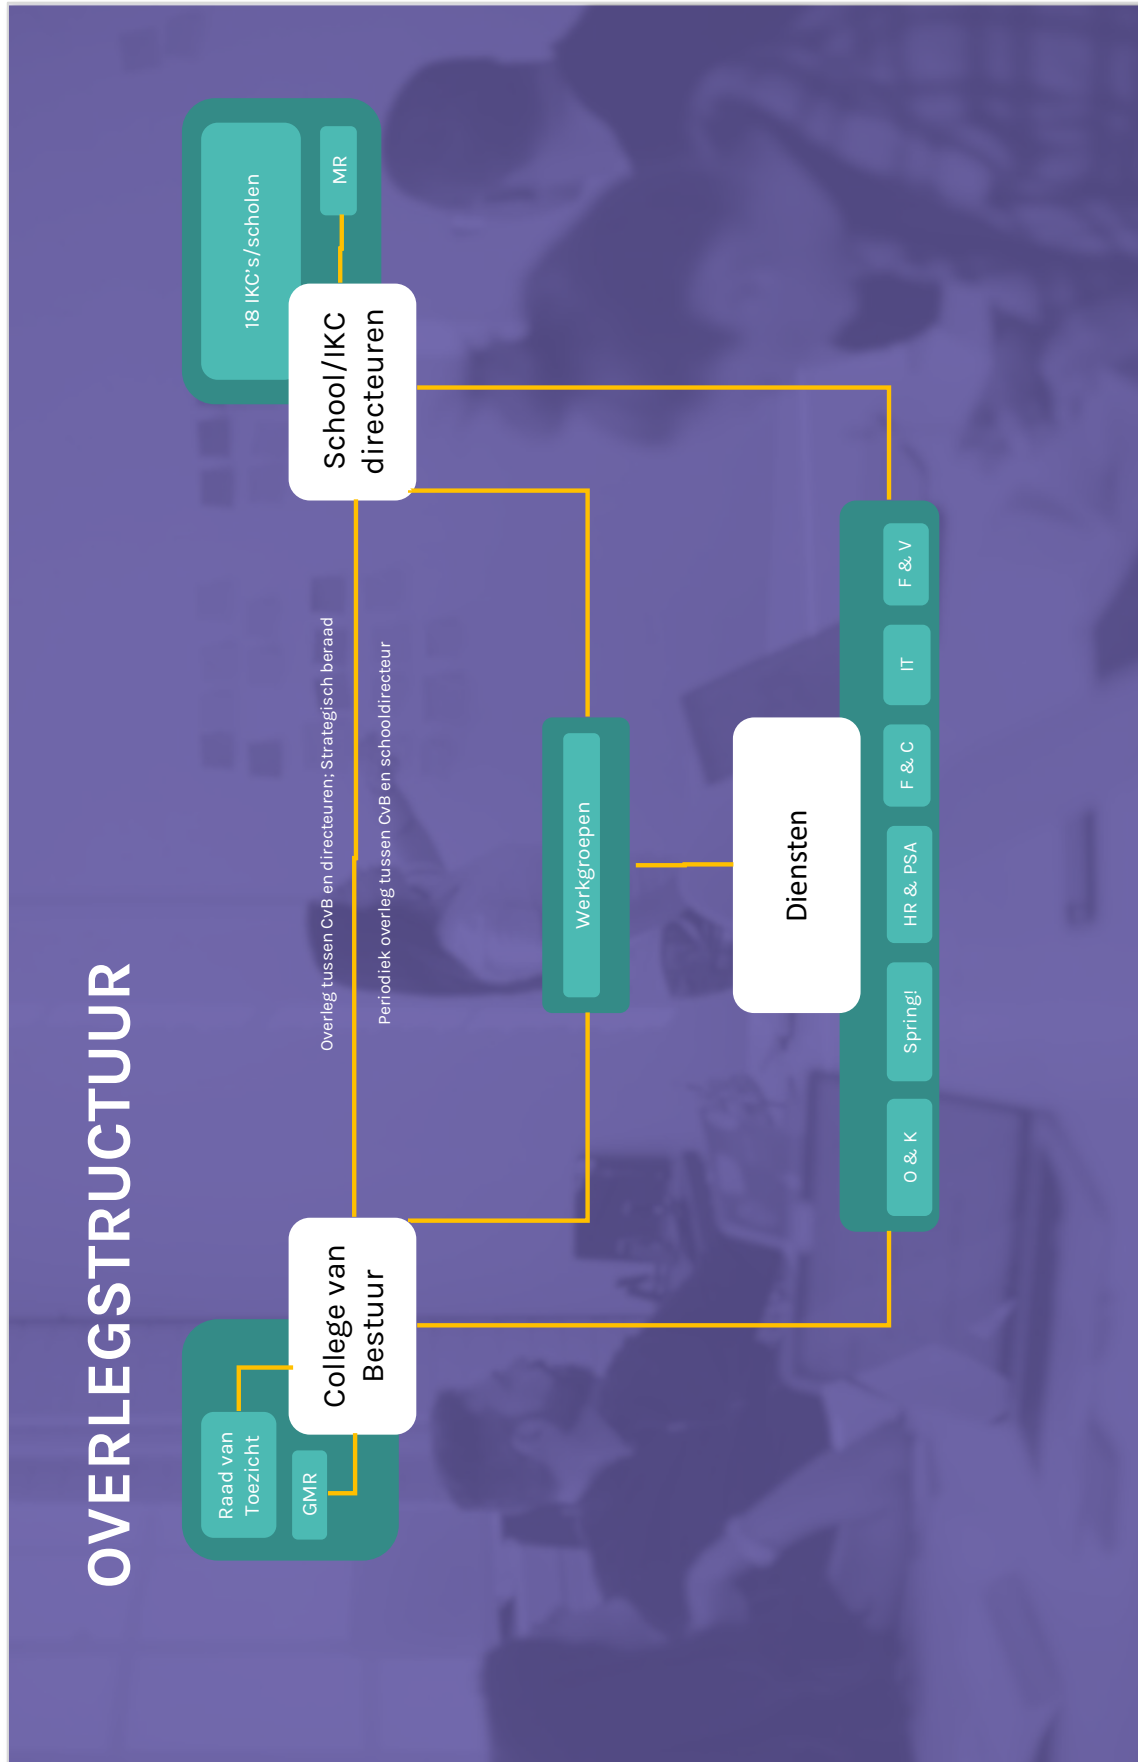 OVERLEGSTRUCTUUR
Raad van
Toezicht
GMR
College van
Bestuur
Overleg tussen CvB en directeuren; Strategisch beraad
Periodiek overleg tussen CvB en schooldirecteur
18 IKC's/scholen
MR
School/IKC
directeuren
Werkgroepen
Diensten
O & K
Spring!
HR & PSA
F & C
IT
F & V